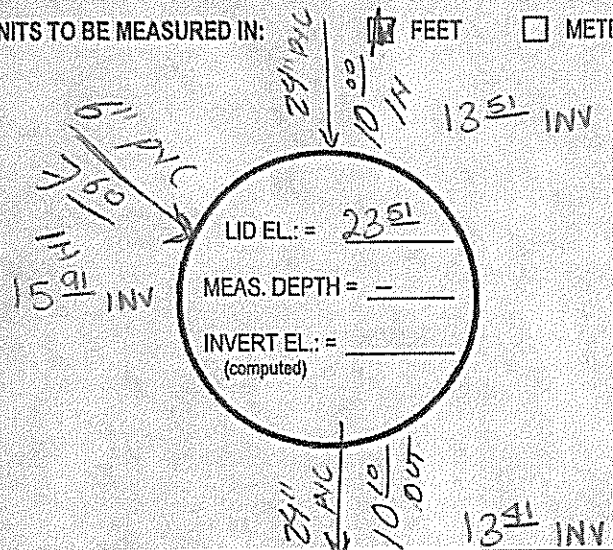 NITS TO BE MEASURED IN: FEET METE
24" PVC
10 00 IN
13 51 INV
6" PVC
7 60 IN
15 91 INV
LID EL.: = 23 51
MEAS. DEPTH = –
INVERT EL.: =
(computed)
24" PVC
10 10 OUT
13 41 INV